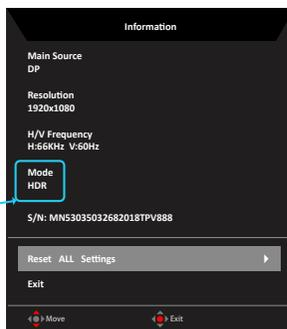 Information
Main Source
DP
Resolution
1920x1080
H/V Frequency
H:66KHz V:60Hz
Mode
HDR
S/N: MN53035032682018TPV888
Reset ALL Settings
Exit
Move Exit